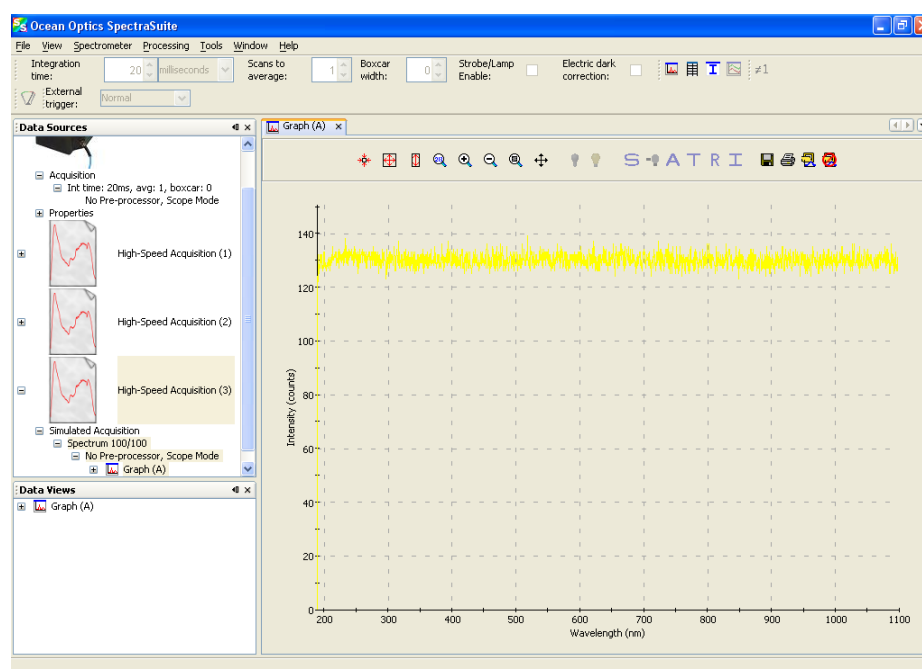 Ocean Optics SpectraSuite
File View Spectrometer Processing Tools Window Help
Integration time: 20 milliseconds Scans to average: 1 Boxcar width: 0 Strobe/Lamp Enable: Electric dark correction: ≠1
External trigger: Normal
Data Sources
Graph (A)
S A T R I
Acquisition
Int time: 20ms, avg: 1, boxcar: 0
No Pre-processor, Scope Mode
Properties
High-Speed Acquisition (1)
High-Speed Acquisition (2)
High-Speed Acquisition (3)
Simulated Acquisition
Spectrum 100/100
No Pre-processor, Scope Mode
Graph (A)
Data Views
Graph (A)
140
120
100
80
60
40
20
0
Intensity (counts)
200 300 400 500 600 700 800 900 1000 1100
Wavelength (nm)